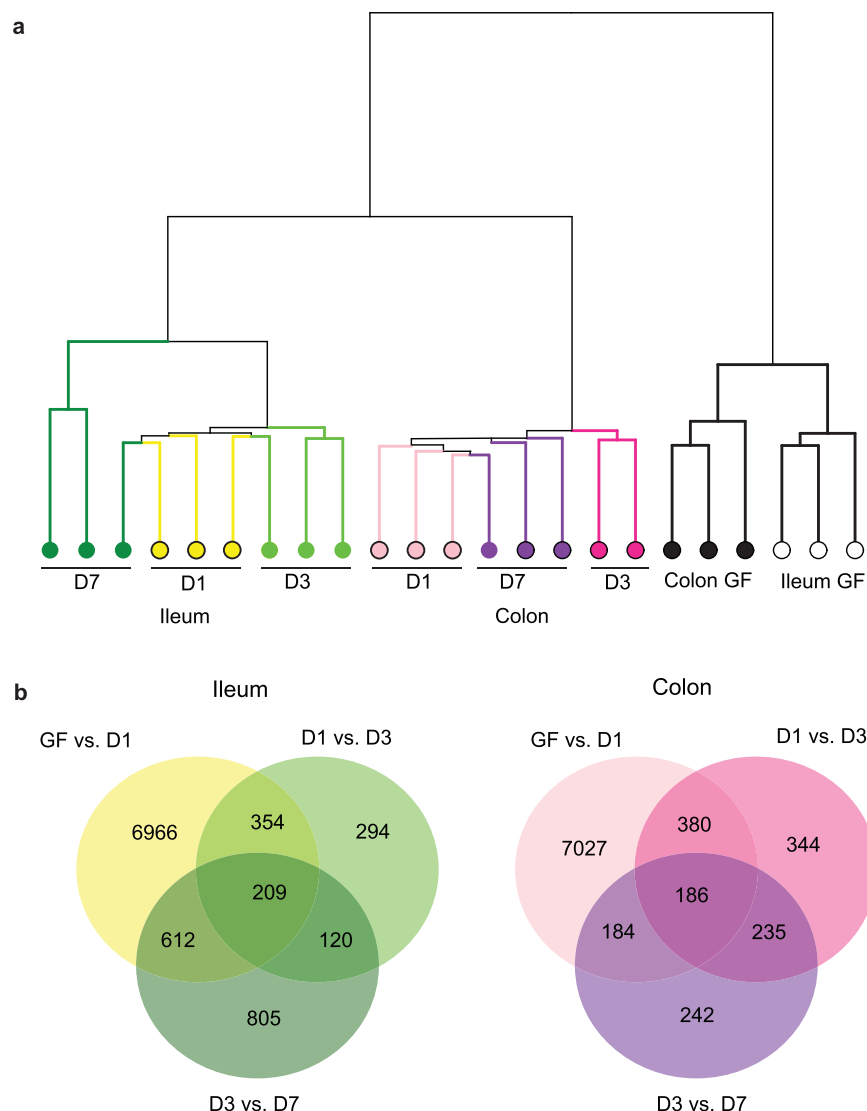 a
D7 D1 D3 D1 D7 D3 Colon GF Ileum GF
Ileum Colon
b Ileum Colon
GF vs. D1 D1 vs. D3 GF vs. D1 D1 vs. D3
6966 354 294 7027 380 344
209 186
612 120 184 235
805 242
D3 vs. D7 D3 vs. D7